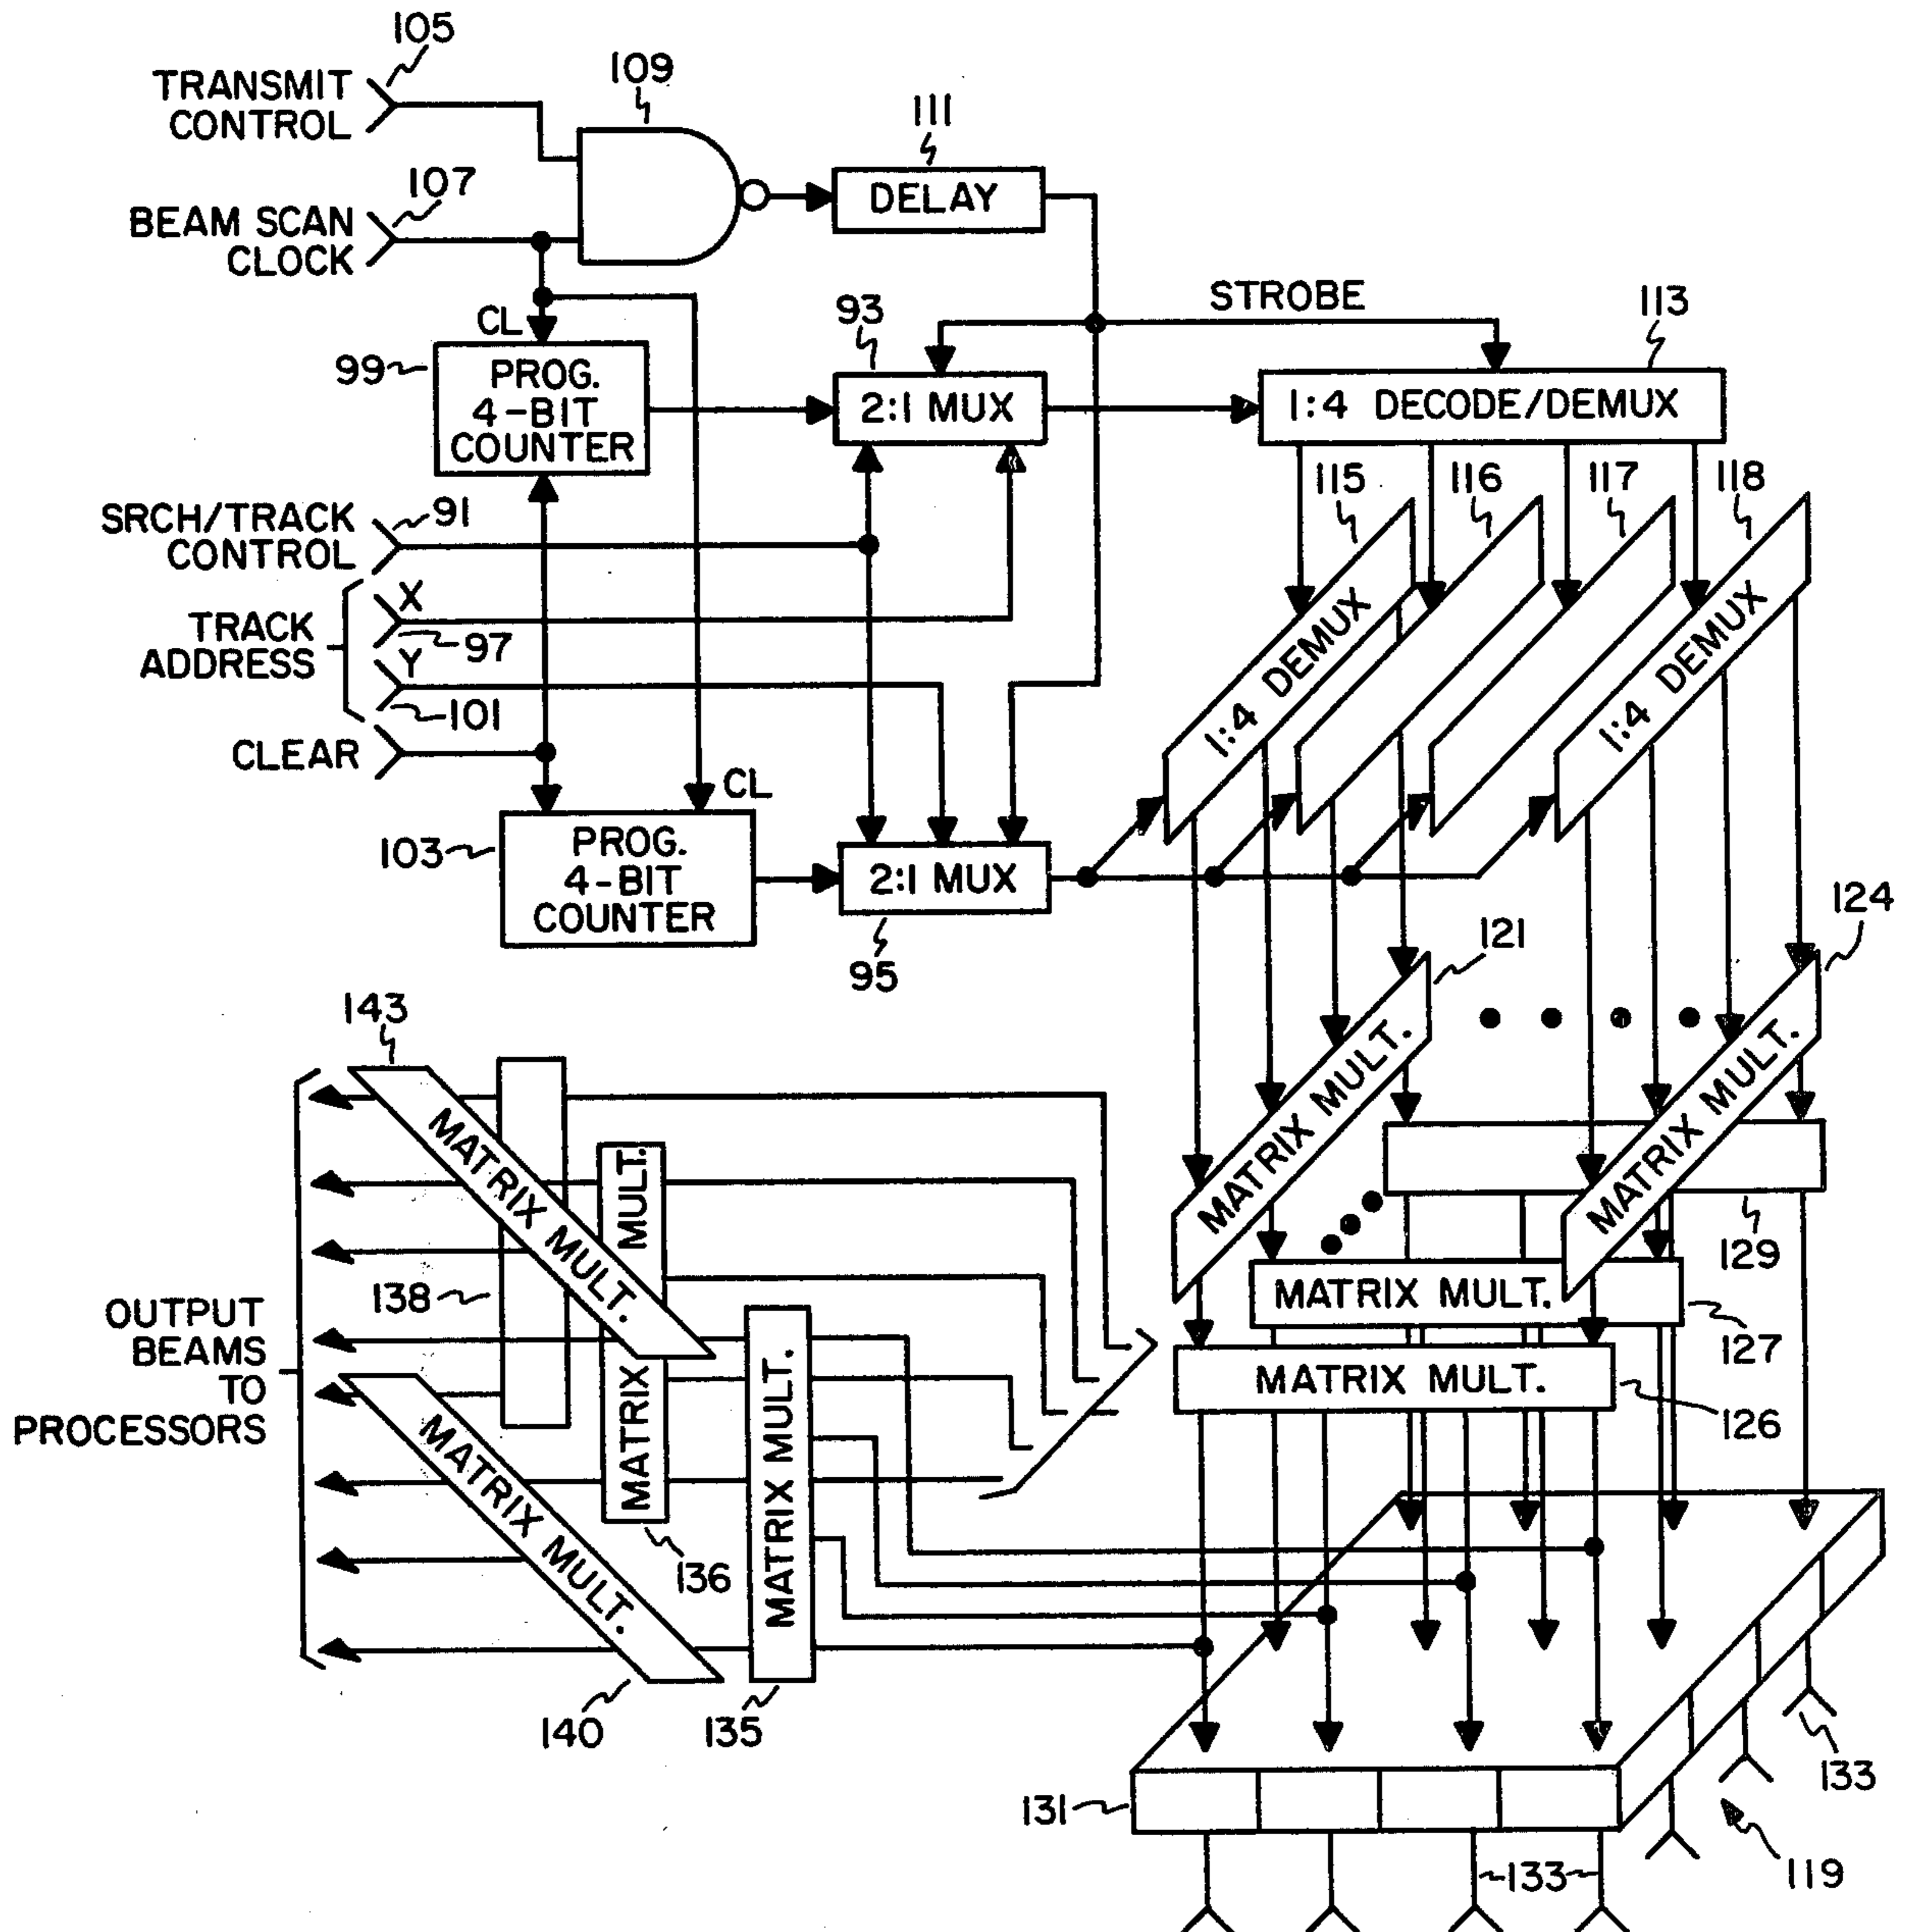 105
TRANSMIT
CONTROL
109
111
DELAY
107
BEAM SCAN
CLOCK
STROBE
113
CL
93
99
PROG.
4-BIT
COUNTER
2:1 MUX
1:4 DECODE/DEMUX
115
116
117
118
SRCH/TRACK
CONTROL
91
TRACK
ADDRESS
X
97
Y
101
CLEAR
1:4 DEMUX
1:4 DEMUX
CL
103
PROG.
4-BIT
COUNTER
2:1 MUX
95
121
124
143
MATRIX MULT.
MATRIX MULT.
MATRIX MULT.
MATRIX MULT.
129
138
MATRIX MULT.
127
OUTPUT
BEAMS
TO
PROCESSORS
MATRIX MULT.
126
MATRIX MULT.
MATRIX MULT.
136
140
135
131
133
133
119